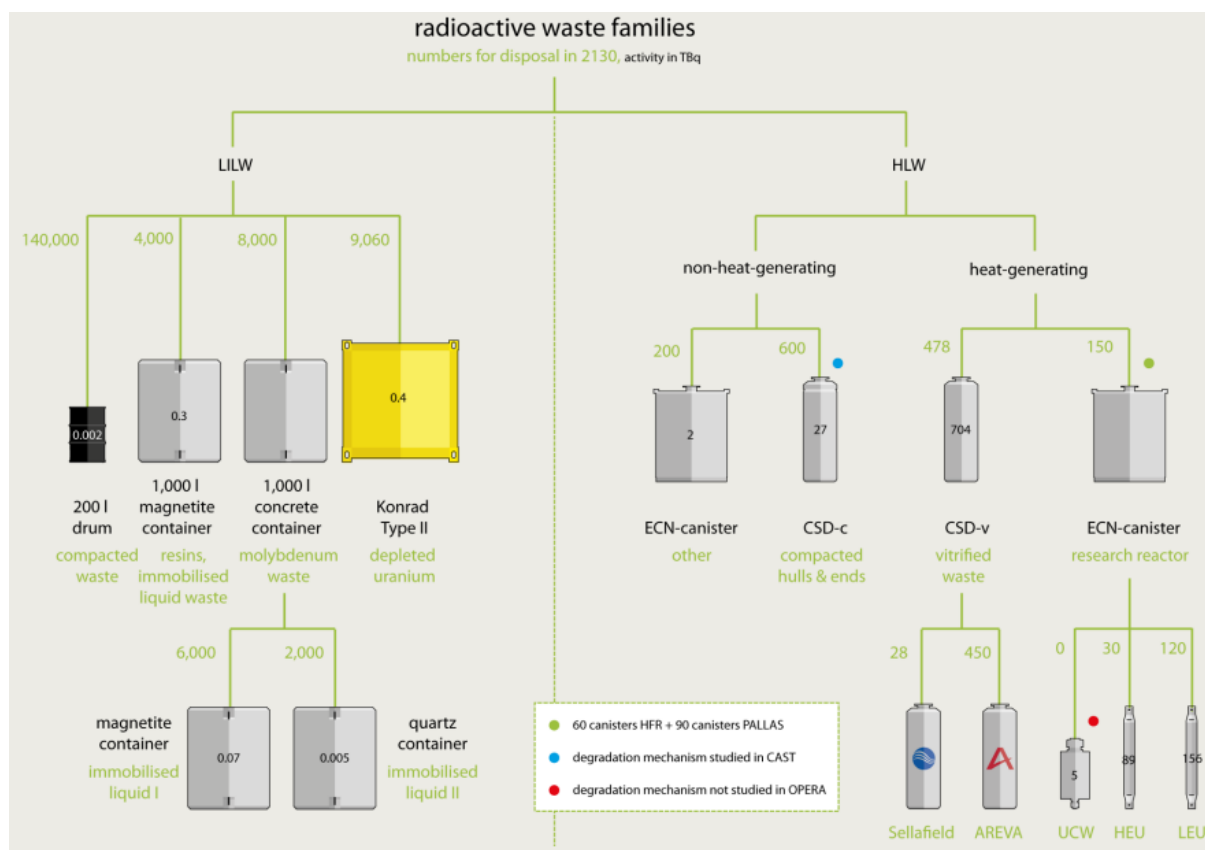 radioactive waste families
numbers for disposal in 2130, activity in TBq
LILW
HLW
140,000
4,000
8,000
9,060
non-heat-generating
heat-generating
200
600
478
150
0.002
0.3
0.4
2
27
704
200 l
drum
compacted
waste
1,000 l
magnetite
container
resins,
immobilised
liquid waste
1,000 l
concrete
container
molybdenum
waste
Konrad
Type II
depleted
uranium
ECN-canister
other
CSD-c
compacted
hulls & ends
CSD-v
vitrified
waste
ECN-canister
research reactor
6,000
2,000
28
450
0
30
120
magnetite
container
immobilised
liquid I
0.07
0.005
quartz
container
immobilised
liquid II
60 canisters HFR + 90 canisters PALLAS
degradation mechanism studied in CAST
degradation mechanism not studied in OPERA
5
89
156
Sellafield
AREVA
UCW
HEU
LEU